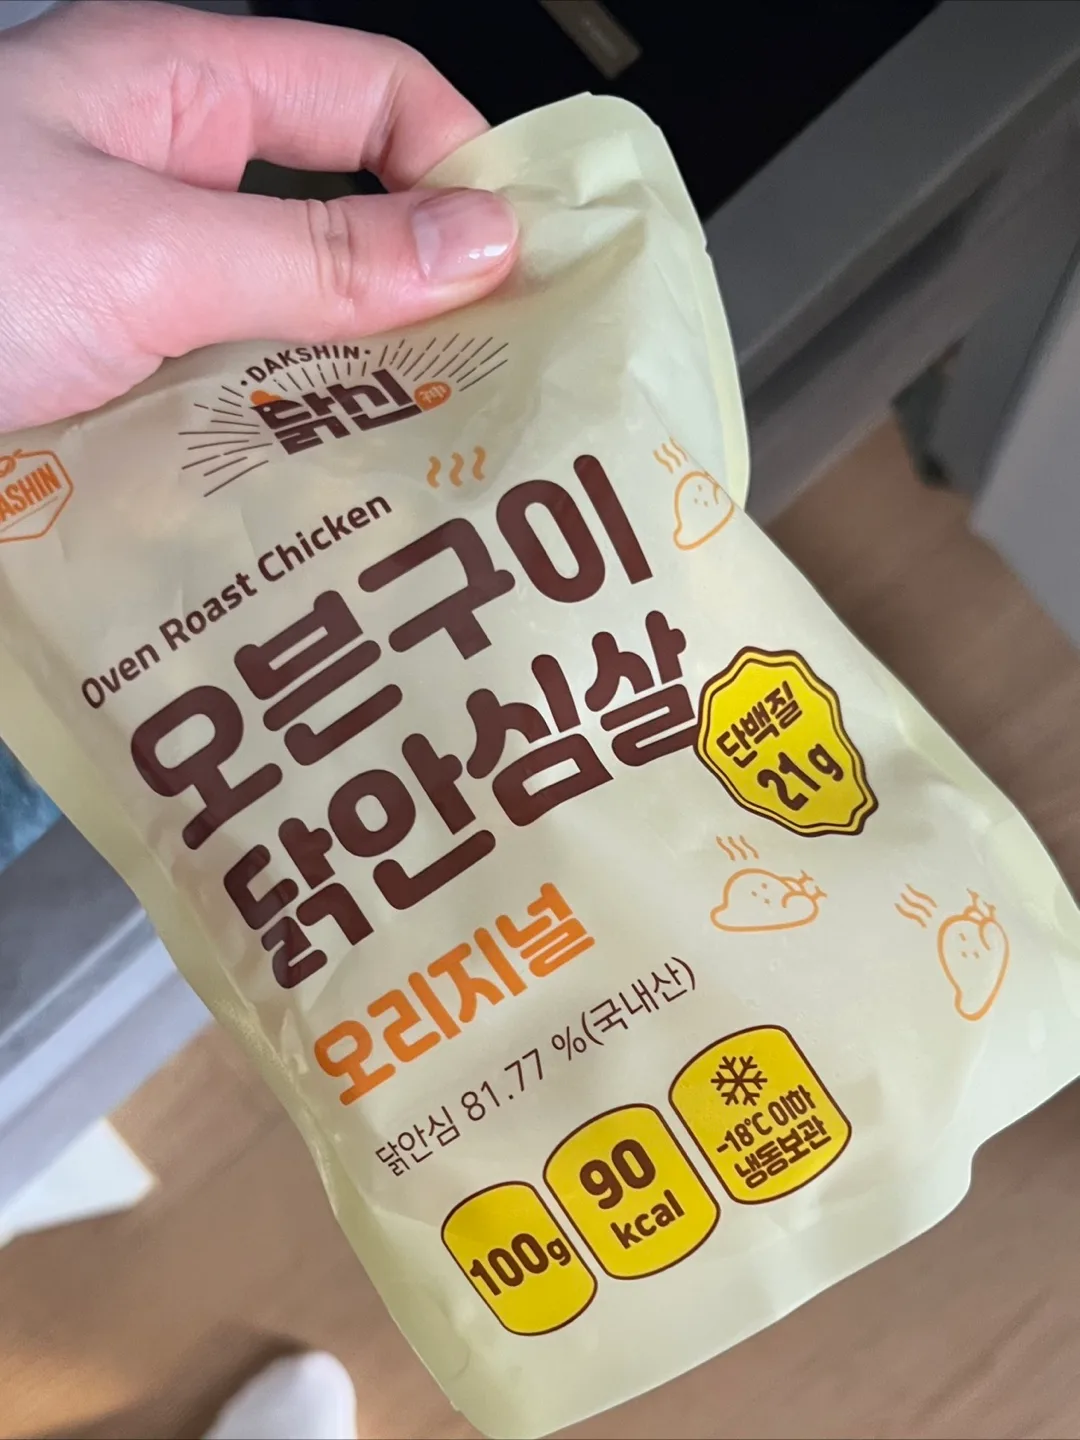 ·DAKSHIN·
닭신
神
ASHIN
Oven Roast Chicken
오븐구이
닭안심살
단백질
21g
오리지널
닭안심 81.77 %(국내산)
100g
90
kcal
-18℃ 이하
냉동보관